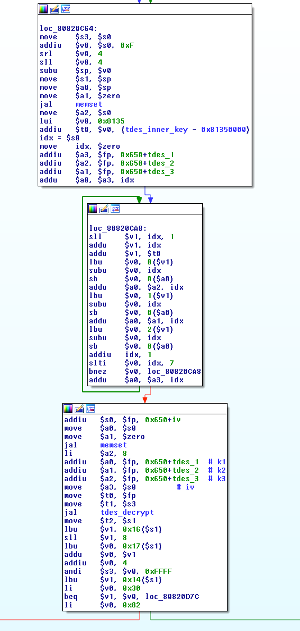 loc_80820C64:
move $s3, $s0
addiu $v0, $s0, 0xF
srl $v0, 4
sll $v0, 4
subu $sp, $v0
move $s1, $sp
move $a0, $sp
move $a1, $zero
jal memset
move $a2, $s0
lui $v0, 0x8135
addiu $t0, $v0, (tdes_inner_key - 0x81350000)
idx = $s0
move idx, $zero
addiu $a3, $fp, 0x650+tdes_1
addiu $a2, $fp, 0x650+tdes_2
addiu $a1, $fp, 0x650+tdes_3
addu $a0, $a3, idx
loc_80820CA8:
sll $v1, idx, 1
addu $v1, idx
addu $v1, $t0
lbu $v0, 0($v1)
subu $v0, idx
sb $v0, 0($a0)
addu $a0, $a2, idx
lbu $v0, 1($v1)
subu $v0, idx
sb $v0, 0($a0)
addu $a0, $a1, idx
lbu $v0, 2($v1)
subu $v0, idx
sb $v0, 0($a0)
addiu idx, 1
slti $v0, idx, 7
bnez $v0, loc_80820CA8
addu $a0, $a3, idx
addiu $s0, $fp, 0x650+iv
move $a0, $s0
move $a1, $zero
jal memset
li $a2, 8
addiu $a0, $fp, 0x650+tdes_1 # k1
addiu $a1, $fp, 0x650+tdes_2 # k2
addiu $a2, $fp, 0x650+tdes_3 # k3
move $a3, $s0 # iv
move $t0, $fp
move $t1, $s3
jal tdes_decrypt
move $t2, $s1
lbu $v1, 0x16($s1)
sll $v1, 8
lbu $v0, 0x17($s1)
addu $v0, $v1
addiu $v0, 4
andi $s3, $v0, 0xFFFF
lbu $v1, 0x14($s1)
li $v0, 0x30
beq $v1, $v0, loc_80820D7C
li $v0, 0x82